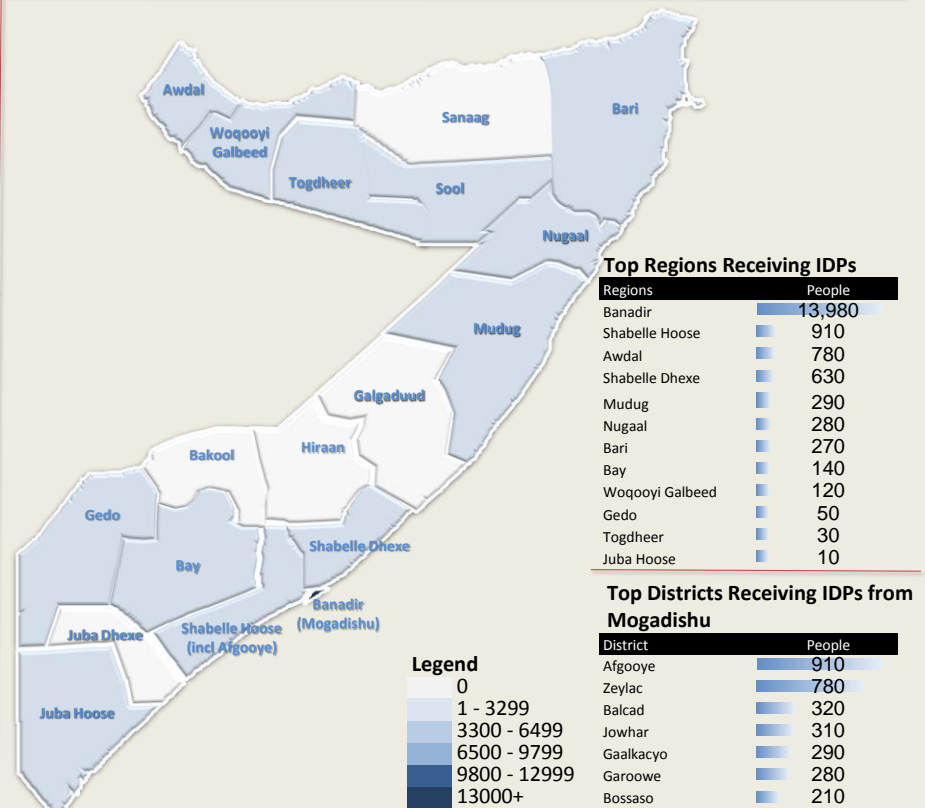 Awdal
Woqooyi
Galbeed
Togdheer
Sanaag
Sool
Bari
Nugaal
Mudug
Galgaduud
Hiraan
Bakool
Gedo
Bay
Shabelle Dhexe
Banadir
(Mogadishu)
Shabelle Hoose
(incl Afgooye)
Juba Dhexe
Juba Hoose
Legend
0
1 - 3299
3300 - 6499
6500 - 9799
9800 - 12999
13000+
Top Regions Receiving IDPs
Regions People
Banadir 13,980
Shabelle Hoose 910
Awdal 780
Shabelle Dhexe 630
Mudug 290
Nugaal 280
Bari 270
Bay 140
Woqooyi Galbeed 120
Gedo 50
Togdheer 30
Juba Hoose 10
Top Districts Receiving IDPs from
Mogadishu
District People
Afgooye 910
Zeylac 780
Balcad 320
Jowhar 310
Gaalkacyo 290
Garoowe 280
Bossaso 210